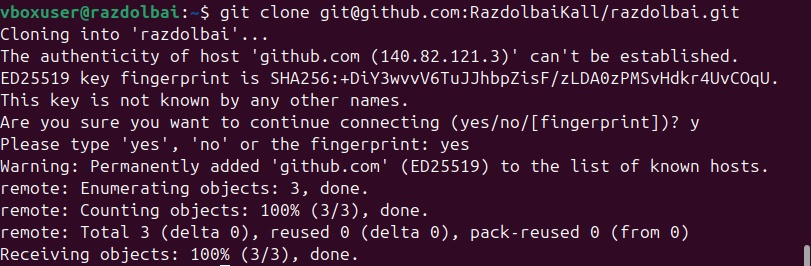 vboxuser@razdolbai:~$ git clone git@github.com:RazdolbaiKall/razdolbai.git
Cloning into 'razdolbai'...
The authenticity of host 'github.com (140.82.121.3)' can't be established.
ED25519 key fingerprint is SHA256:+DiY3wvvV6TuJJhbpZisF/zLDA0zPMSvHdkr4UvCOqU.
This key is not known by any other names.
Are you sure you want to continue connecting (yes/no/[fingerprint])? y
Please type 'yes', 'no' or the fingerprint: yes
Warning: Permanently added 'github.com' (ED25519) to the list of known hosts.
remote: Enumerating objects: 3, done.
remote: Counting objects: 100% (3/3), done.
remote: Total 3 (delta 0), reused 0 (delta 0), pack-reused 0 (from 0)
Receiving objects: 100% (3/3), done.